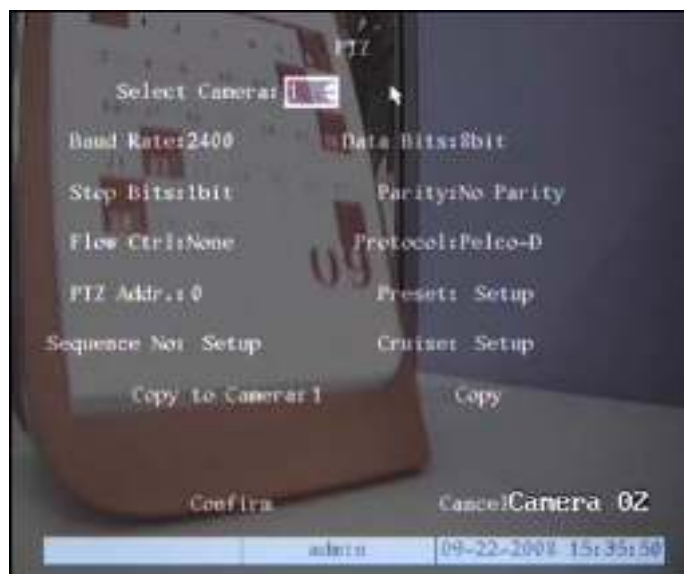 PTZ
Select Camera: 1
Baud Rate:2400 Data Bits:8bit
Stop Bits:1bit Parity:No Parity
Flow Ctrl:None Protocol:Pelco-D
PTZ Addr.:0 Preset: Setup
Sequence No: Setup Cruise: Setup
Copy to Camera:1 Copy
Confirm Cancel Camera 02
admin 09-22-2008 15:35:50
09